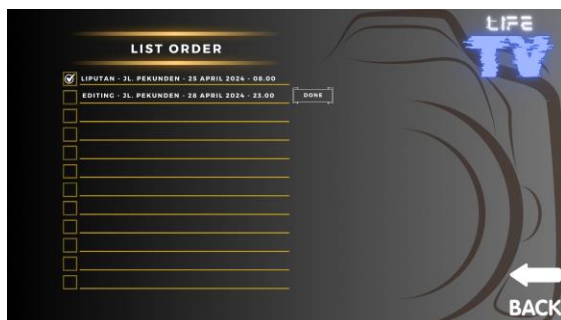 LIFE
TV
LIST ORDER
LIPUTAN - JL. PEKUNDEN - 25 APRIL 2024 - 08.00
EDITING - JL. PEKUNDEN - 28 APRIL 2024 - 23.00
DONE
BACK